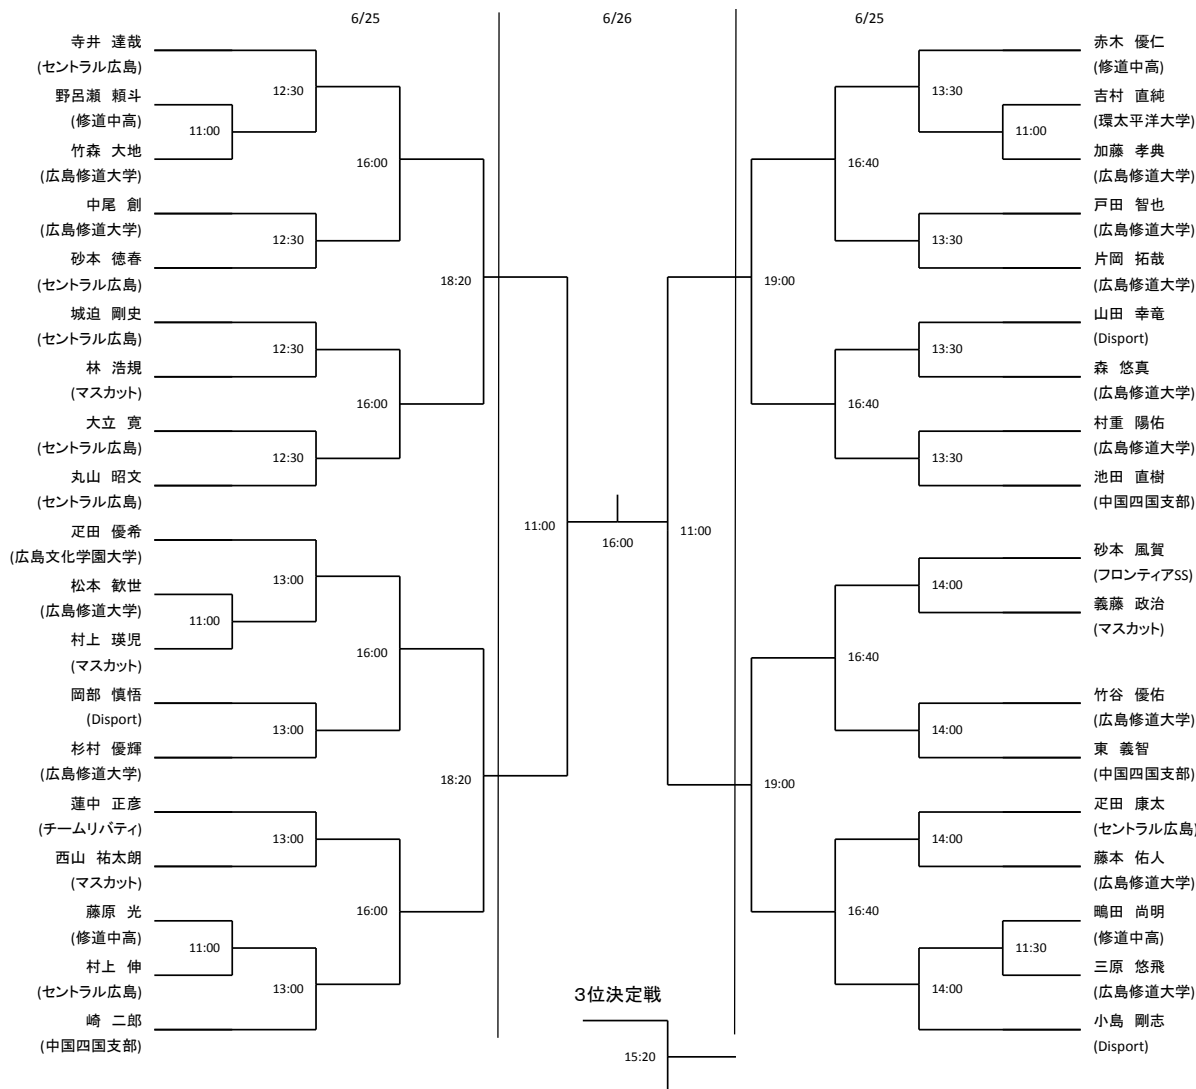 6/25
6/26
6/25
寺井 達哉
(セントラル広島)
12:30
野呂瀬 頼斗
(修道中高)
11:00
竹森 大地
(広島修道大学)
16:00
中尾 創
(広島修道大学)
12:30
砂本 徳春
(セントラル広島)
18:20
城迫 剛史
(セントラル広島)
12:30
林 浩規
(マスカット)
16:00
大立 寛
(セントラル広島)
12:30
丸山 昭文
(セントラル広島)
11:00
疋田 優希
(広島文化学園大学)
13:00
松本 歓世
(広島修道大学)
11:00
村上 瑛児
(マスカット)
16:00
岡部 慎悟
(Disport)
13:00
杉村 優輝
(広島修道大学)
18:20
蓮中 正彦
(チームリバティ)
13:00
西山 祐太朗
(マスカット)
16:00
藤原 光
(修道中高)
11:00
村上 伸
(セントラル広島)
13:00
崎 二郎
(中国四国支部)
16:00
3位決定戦
15:20
赤木 優仁
(修道中高)
13:30
吉村 直純
(環太平洋大学)
11:00
加藤 孝典
(広島修道大学)
16:40
戸田 智也
(広島修道大学)
13:30
片岡 拓哉
(広島修道大学)
19:00
山田 幸竜
(Disport)
13:30
森 悠真
(広島修道大学)
16:40
村重 陽佑
(広島修道大学)
13:30
池田 直樹
(中国四国支部)
11:00
砂本 風賀
(フロンティアSS)
14:00
義藤 政治
(マスカット)
16:40
竹谷 優佑
(広島修道大学)
14:00
東 義智
(中国四国支部)
19:00
疋田 康太
(セントラル広島)
14:00
藤本 佑人
(広島修道大学)
16:40
鴫田 尚明
(修道中高)
11:30
三原 悠飛
(広島修道大学)
14:00
小島 剛志
(Disport)